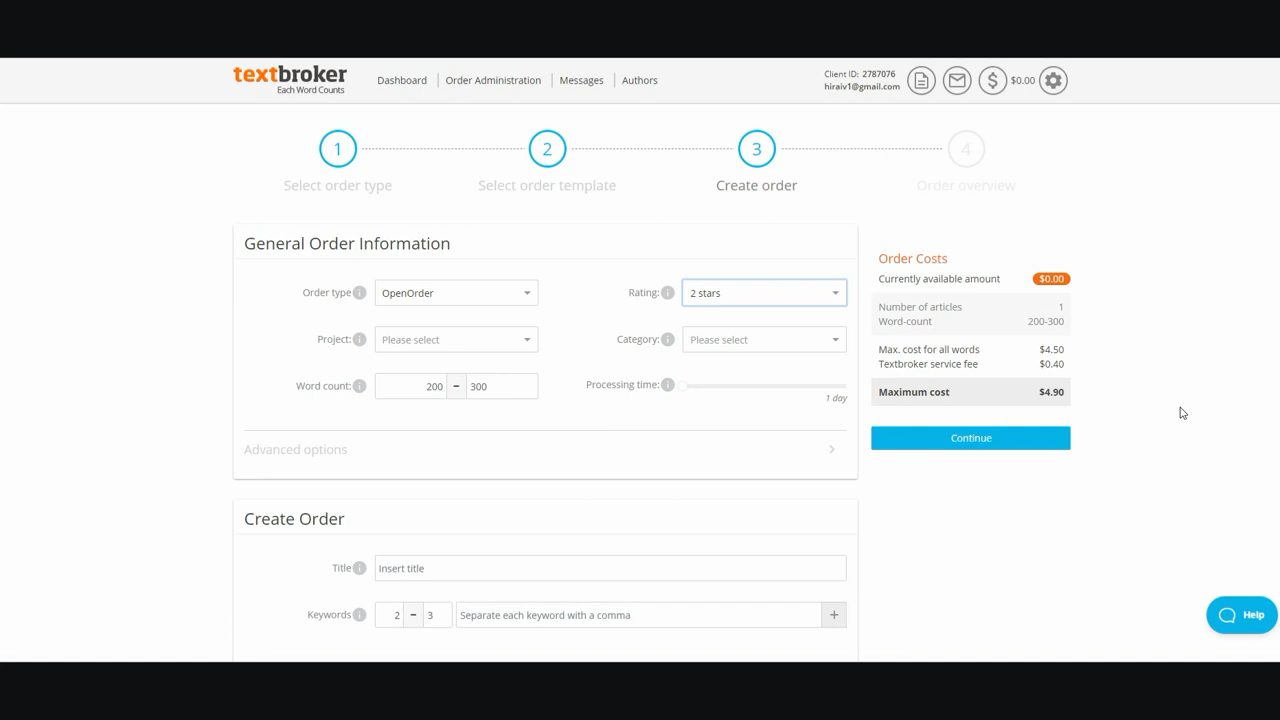 textbroker
Each Word Counts
Dashboard
Order Administration
Messages
Authors
Client ID: 2787076
hiraiv1@gmail.com
$
$0.00
1
2
3
4
Select order type
Select order template
Create order
Order overview
General Order Information
Order type
OpenOrder
Rating:
2 stars
Project:
Please select
Category:
Please select
Word count:
200 – 300
Processing time:
1 day
Advanced options
Order Costs
Currently available amount $0.00
Number of articles 1
Word-count 200-300
Max. cost for all words $4.50
Textbroker service fee $0.40
Maximum cost $4.90
Continue
Create Order
Title
Insert title
Keywords
2 – 3
Separate each keyword with a comma
+
Help